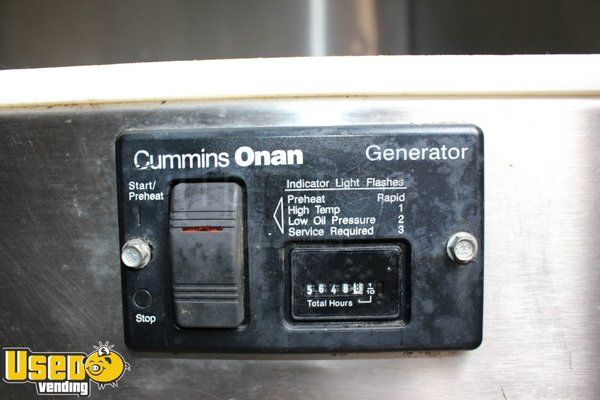 Cummins Onan
Generator
Start/
Preheat
Indicator Light Flashes
Preheat Rapid
High Temp 1
Low Oil Pressure 2
Service Required 3
5648
1/10
Total Hours
Stop
Used
vending